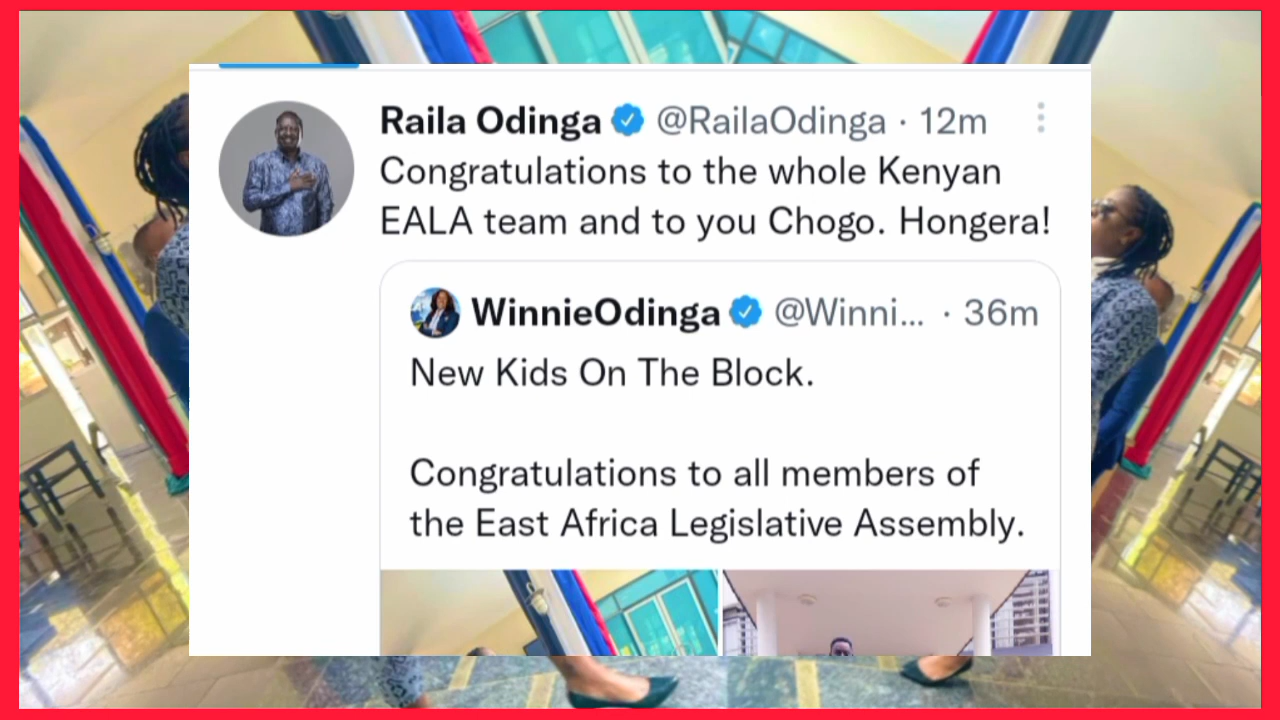 Raila Odinga @RailaOdinga · 12m
Congratulations to the whole Kenyan
EALA team and to you Chogo. Hongera!
WinnieOdinga @Winni... · 36m
New Kids On The Block.
Congratulations to all members of
the East Africa Legislative Assembly.